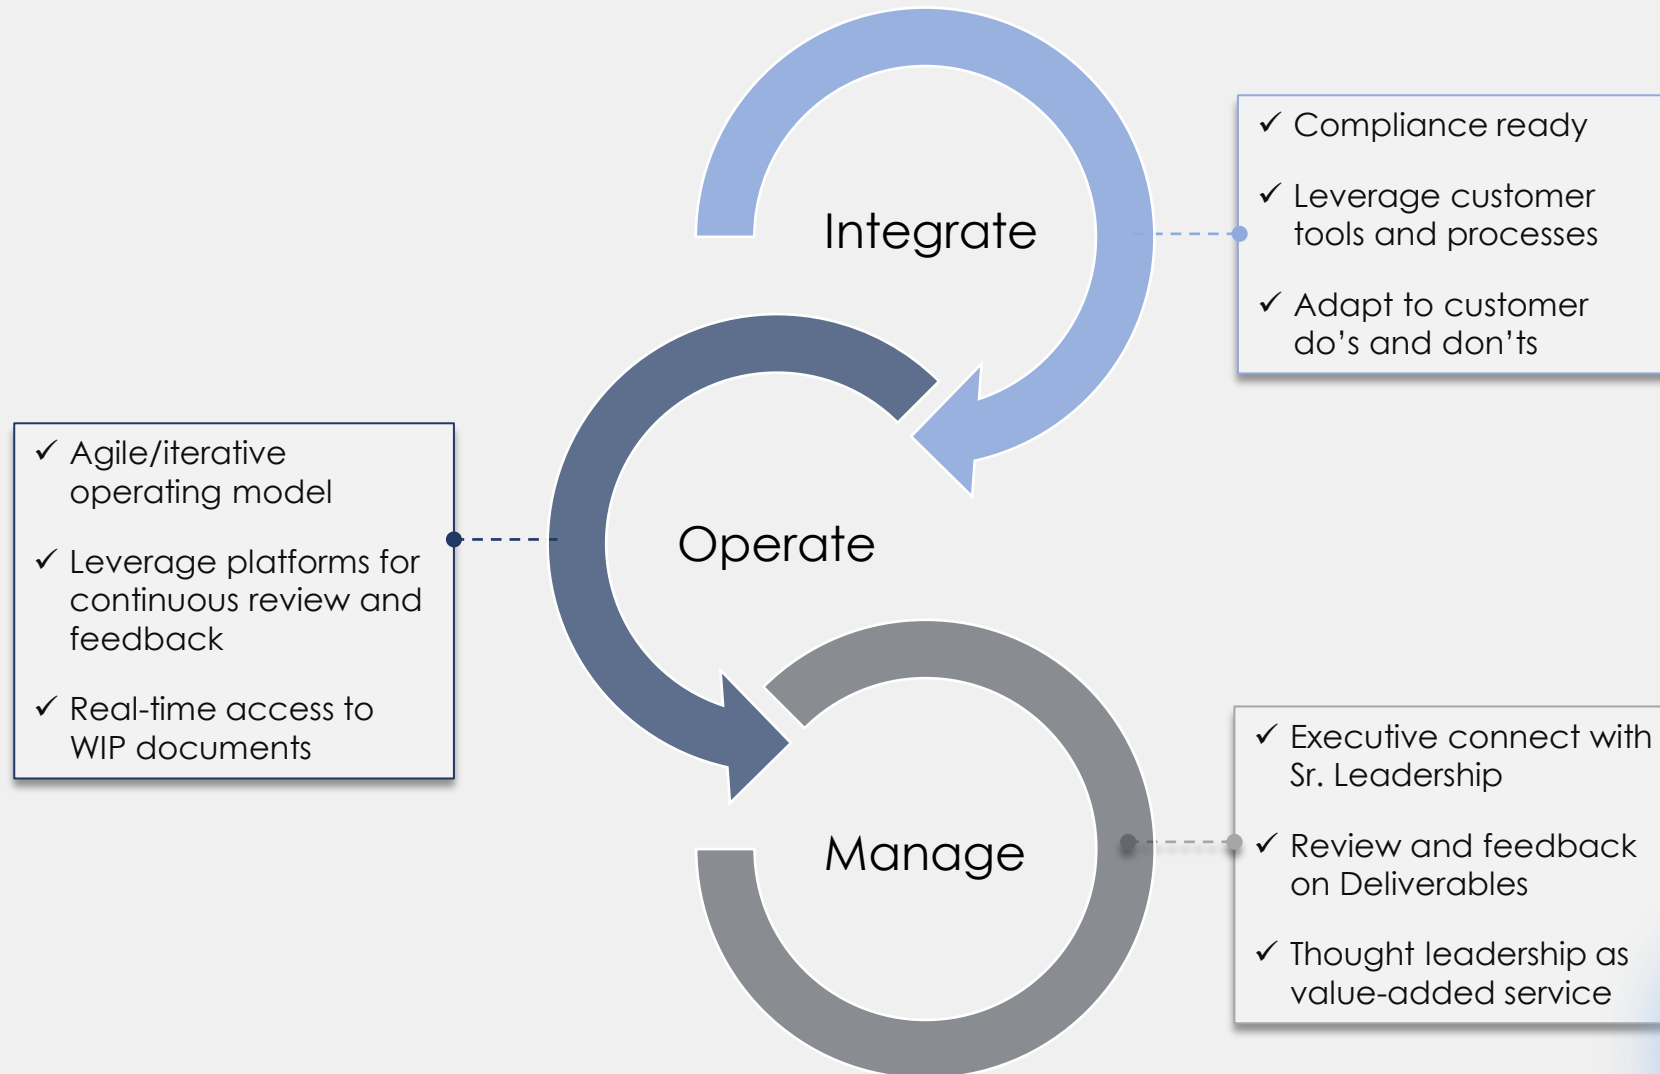 Integrate
✓ Compliance ready
✓ Leverage customer
tools and processes
✓ Adapt to customer
do’s and don’ts
Operate
✓ Agile/iterative
operating model
✓ Leverage platforms for
continuous review and
feedback
✓ Real-time access to
WIP documents
Manage
✓ Executive connect with
Sr. Leadership
✓ Review and feedback
on Deliverables
✓ Thought leadership as
value-added service